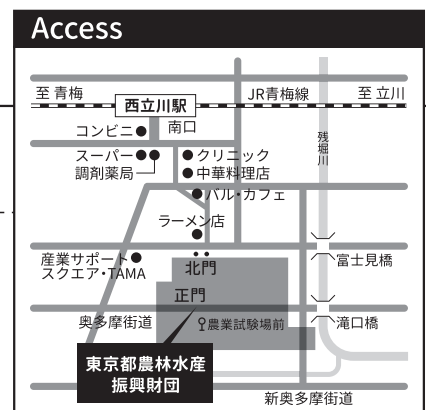 Access
至 青梅
JR青梅線
至 立川
西立川駅
コンビニ
南口
残堀川
スーパー
クリニック
調剤薬局
中華料理店
バル・カフェ
ラーメン店
産業サポート
スクエア・TAMA
北門
富士見橋
正門
奥多摩街道
農業試験場前
滝口橋
東京都農林水産
振興財団
新奥多摩街道